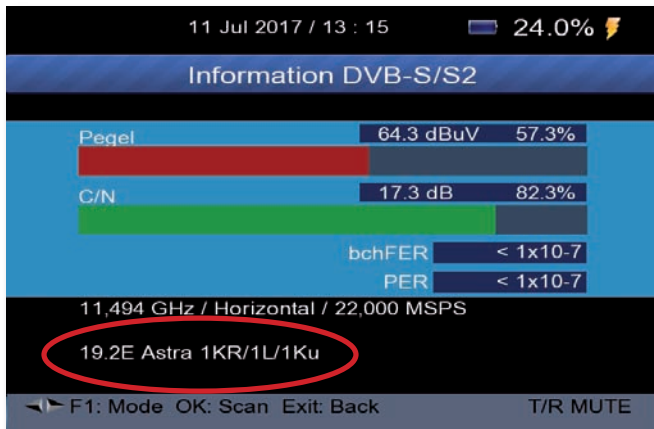 11 Jul 2017 / 13 : 15 24.0%
Information DVB-S/S2
Pegel 64.3 dBuV 57.3%
C/N 17.3 dB 82.3%
bchFER < 1x10-7
PER < 1x10-7
11,494 GHz / Horizontal / 22,000 MSPS
19.2E Astra 1KR/1L/1Ku
F1: Mode OK: Scan Exit: Back T/R MUTE